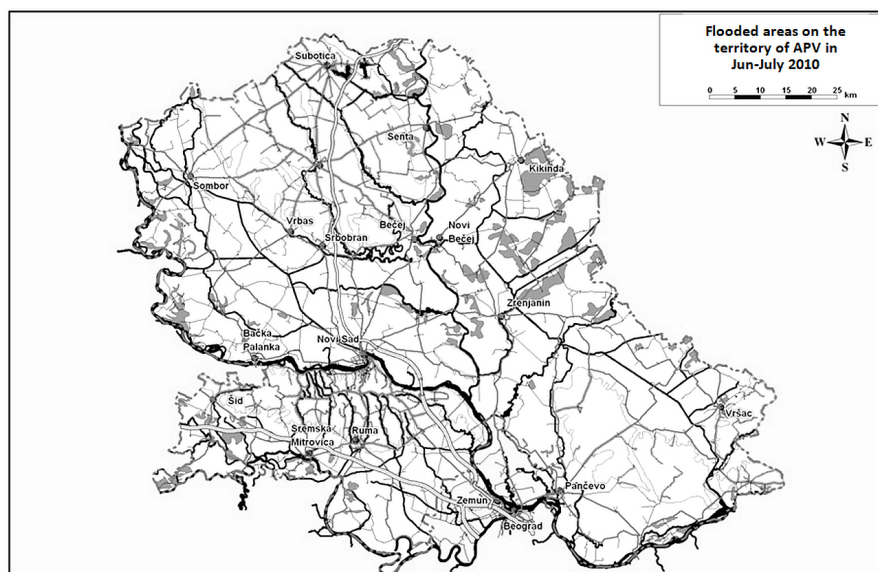 Flooded areas on the
territory of APV in
Jun-July 2010
0 5 10 15 20 25 km
N
W E
S
Subotica
Senta
Kikinda
Sombor
Vrbas
Bečej
Novi
Bečej
Srbobran
Zrenjanin
Bačka
Palanka
Novi Sad
Šid
Vršac
Sremska
Mitrovica
Ruma
Pančevo
Zemun
Beograd